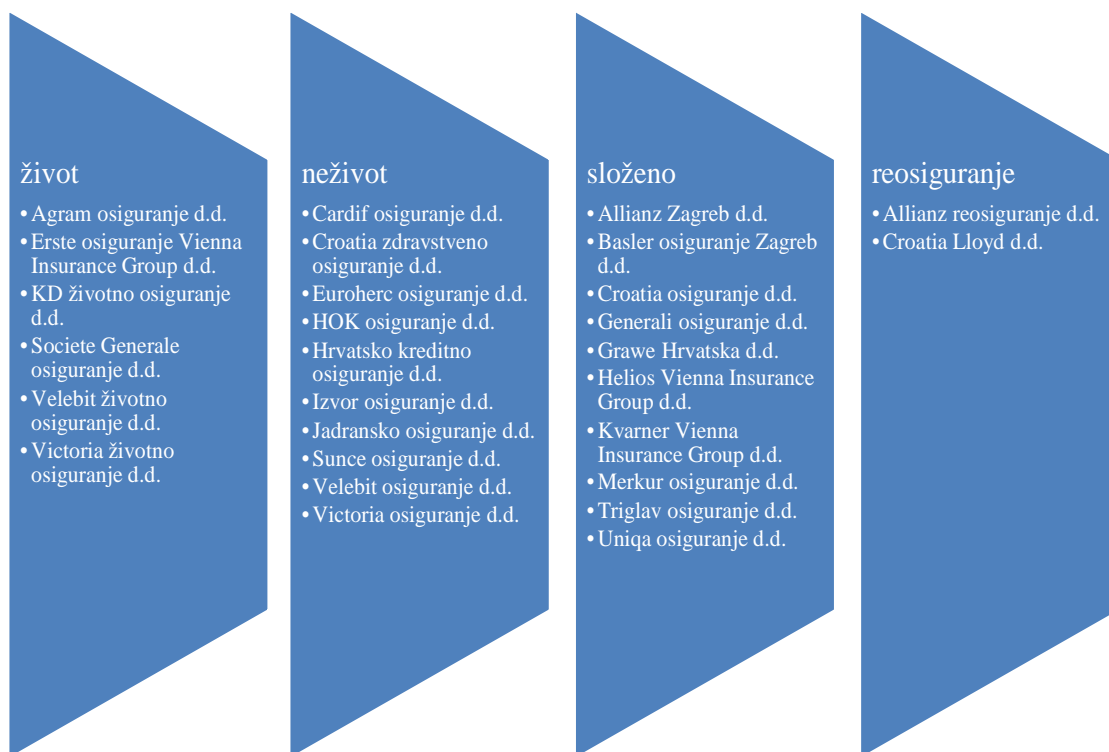 život
• Agram osiguranje d.d.
• Erste osiguranje Vienna
Insurance Group d.d.
• KD životno osiguranje
d.d.
• Societe Generale
osiguranje d.d.
• Velebit životno
osiguranje d.d.
• Victoria životno
osiguranje d.d.
neživot
• Cardif osiguranje d.d.
• Croatia zdravstveno
osiguranje d.d.
• Euroherc osiguranje d.d.
• HOK osiguranje d.d.
• Hrvatsko kreditno
osiguranje d.d.
• Izvor osiguranje d.d.
• Jadransko osiguranje d.d.
• Sunce osiguranje d.d.
• Velebit osiguranje d.d.
• Victoria osiguranje d.d.
složeno
• Allianz Zagreb d.d.
• Basler osiguranje Zagreb
d.d.
• Croatia osiguranje d.d.
• Generali osiguranje d.d.
• Grawe Hrvatska d.d.
• Helios Vienna Insurance
Group d.d.
• Kvarner Vienna
Insurance Group d.d.
• Merkur osiguranje d.d.
• Triglav osiguranje d.d.
• Uniqa osiguranje d.d.
reosiguranje
• Allianz reosiguranje d.d.
• Croatia Lloyd d.d.